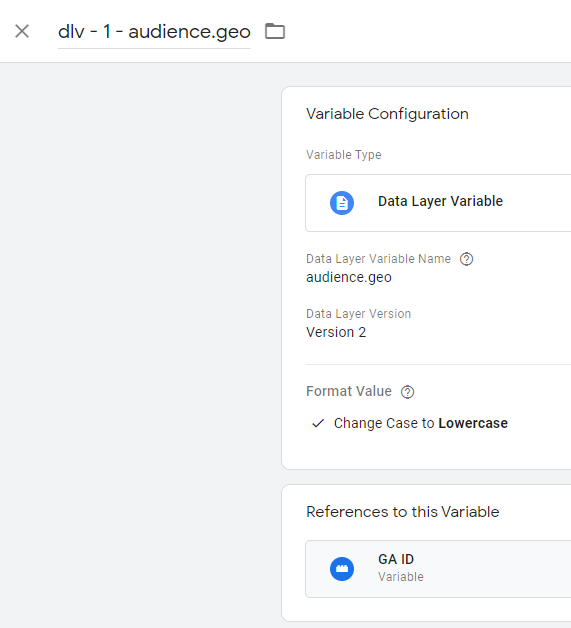 dlv - 1 - audience.geo
Variable Configuration
Variable Type
Data Layer Variable
Data Layer Variable Name
audience.geo
Data Layer Version
Version 2
Format Value
Change Case to Lowercase
References to this Variable
GA ID
Variable